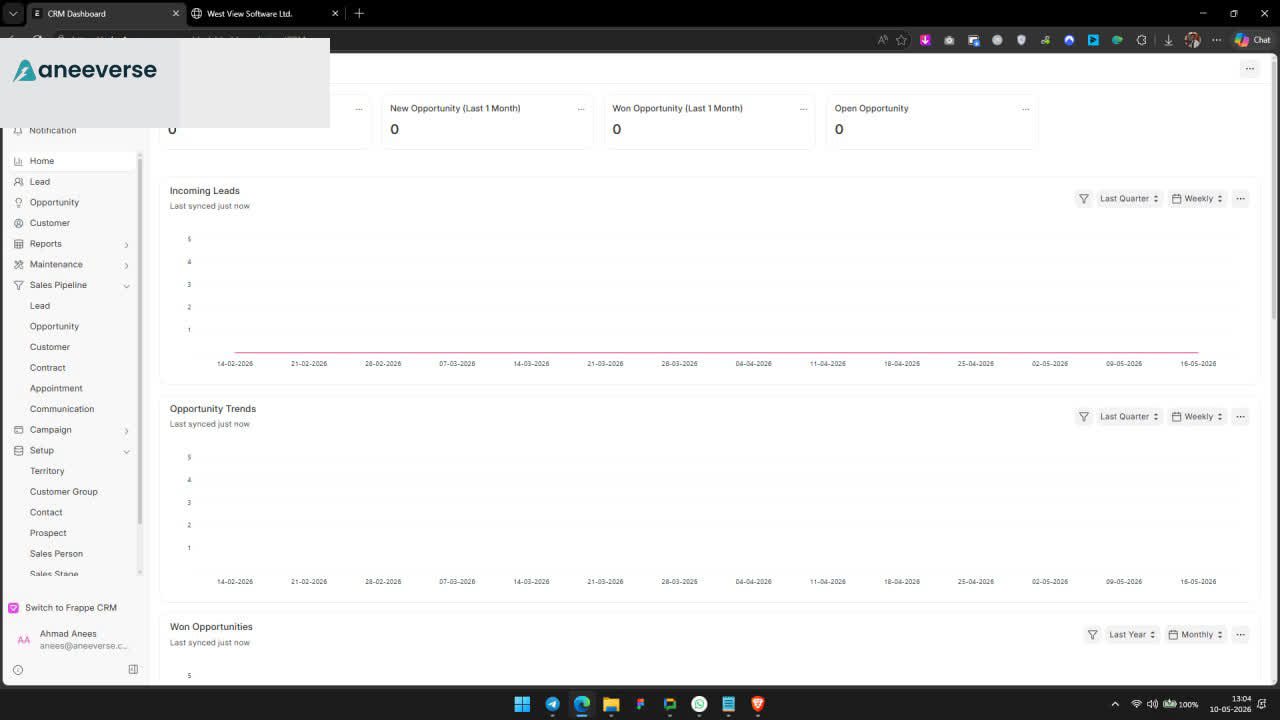 CRM Dashboard
West View Software Ltd.
Chat
aneeverse
Notification
0
New Opportunity (Last 1 Month)
0
Won Opportunity (Last 1 Month)
0
Open Opportunity
0
Home
Lead
Opportunity
Customer
Reports
Maintenance
Sales Pipeline
Lead
Opportunity
Customer
Contract
Appointment
Communication
Campaign
Setup
Territory
Customer Group
Contact
Prospect
Sales Person
Sales Stage
Switch to Frappe CRM
AA
Ahmad Anees
anees@aneeverse.c...
Incoming Leads
Last synced just now
Last Quarter
Weekly
5
4
3
2
1
14-02-2026 21-02-2026 28-02-2026 07-03-2026 14-03-2026 21-03-2026 28-03-2026 04-04-2026 11-04-2026 18-04-2026 25-04-2026 02-05-2026 09-05-2026 16-05-2026
Opportunity Trends
Last synced just now
Last Quarter
Weekly
5
4
3
2
1
14-02-2026 21-02-2026 28-02-2026 07-03-2026 14-03-2026 21-03-2026 28-03-2026 04-04-2026 11-04-2026 18-04-2026 25-04-2026 02-05-2026 09-05-2026 16-05-2026
Won Opportunities
Last synced just now
Last Year
Monthly
5
100%
13:04
10-05-2026